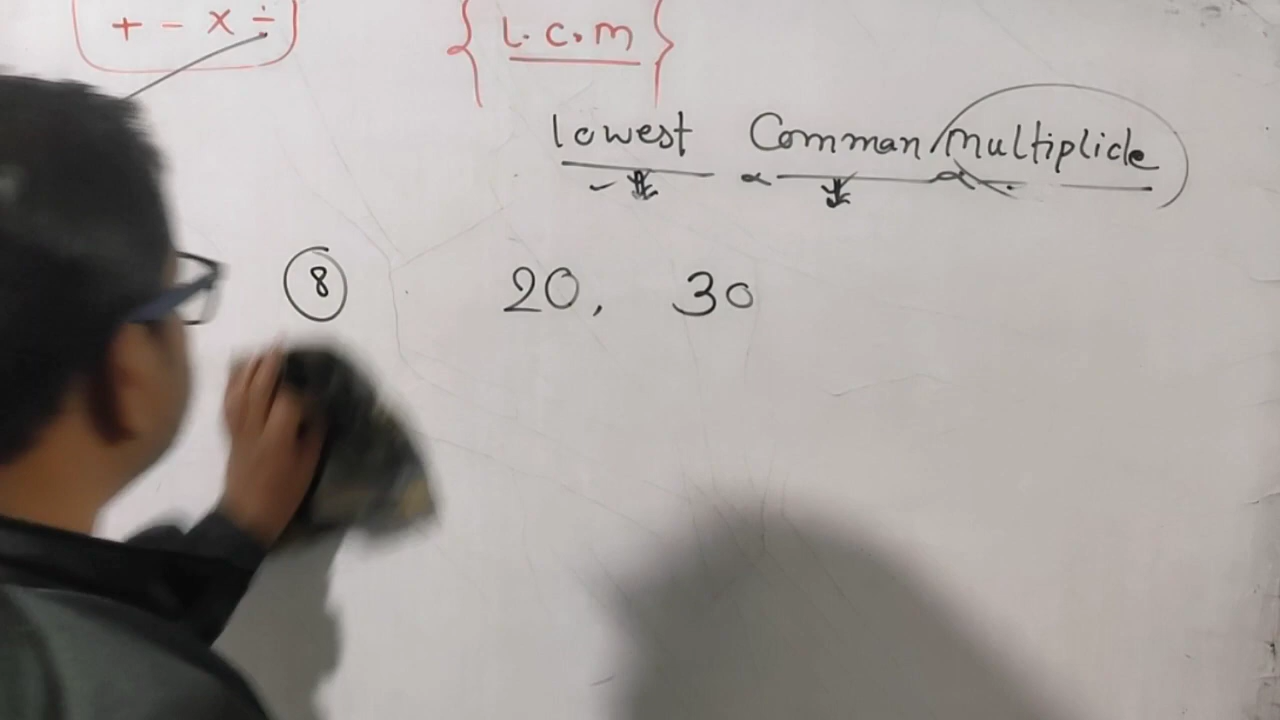 + - x ÷
{ L.C.m }
lowest Comman multiplicle
8 20, 30